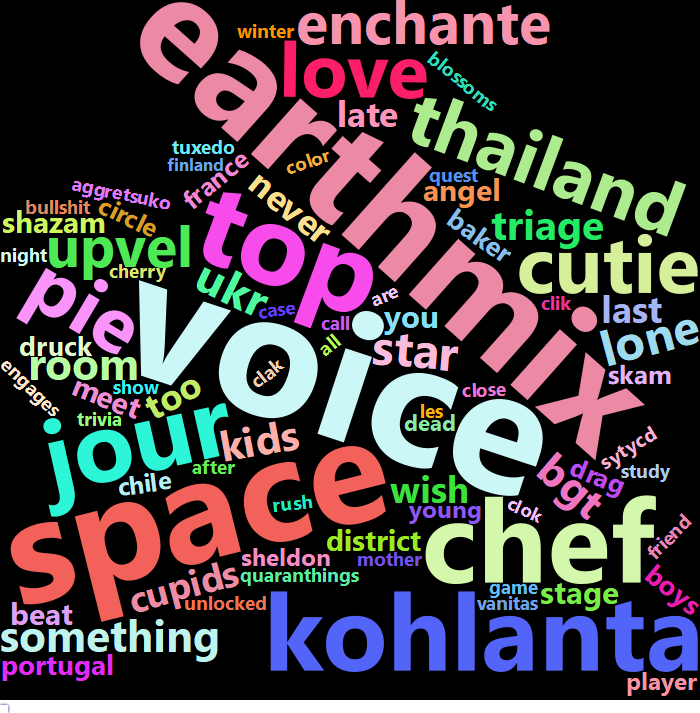 winter
enchante
earthmix
love
blossoms
late
thailand
tuxedo
finland
color
france
quest
angel
aggretsuko
never
bullshit
circle
shazam
top
baker
triage
night
upvel
cherry
cutie
pie
ukr
case
are
voice
you
clik
last
call
druck
all
star
lone
room
clak
skam
engages
meet
show
too
close
trivia
les
dead
jour
kids
sytycd
after
bgt
drag
study
chile
space
wish
rush
young
clok
chef
friend
district
sheldon
mother
quaranthings
boys
cupids
game
stage
unlocked
vanitas
beat
something
kohlanta
portugal
player